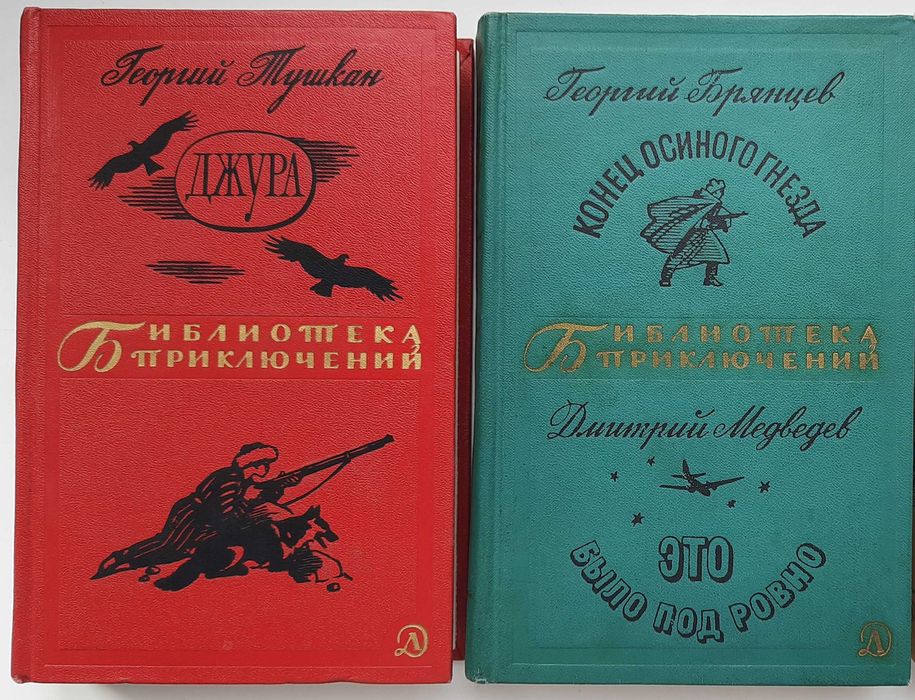 Георгий Тушкан
ДЖУРА
БИБЛИОТЕКА
ПРИКЛЮЧЕНИЙ
Д
Георгий Брянцев
КОНЕЦ ОСИНОГО ГНЕЗДА
БИБЛИОТЕКА
ПРИКЛЮЧЕНИЙ
Дмитрий Медведев
ЭТО
БЫЛО ПОД РОВНО
Д